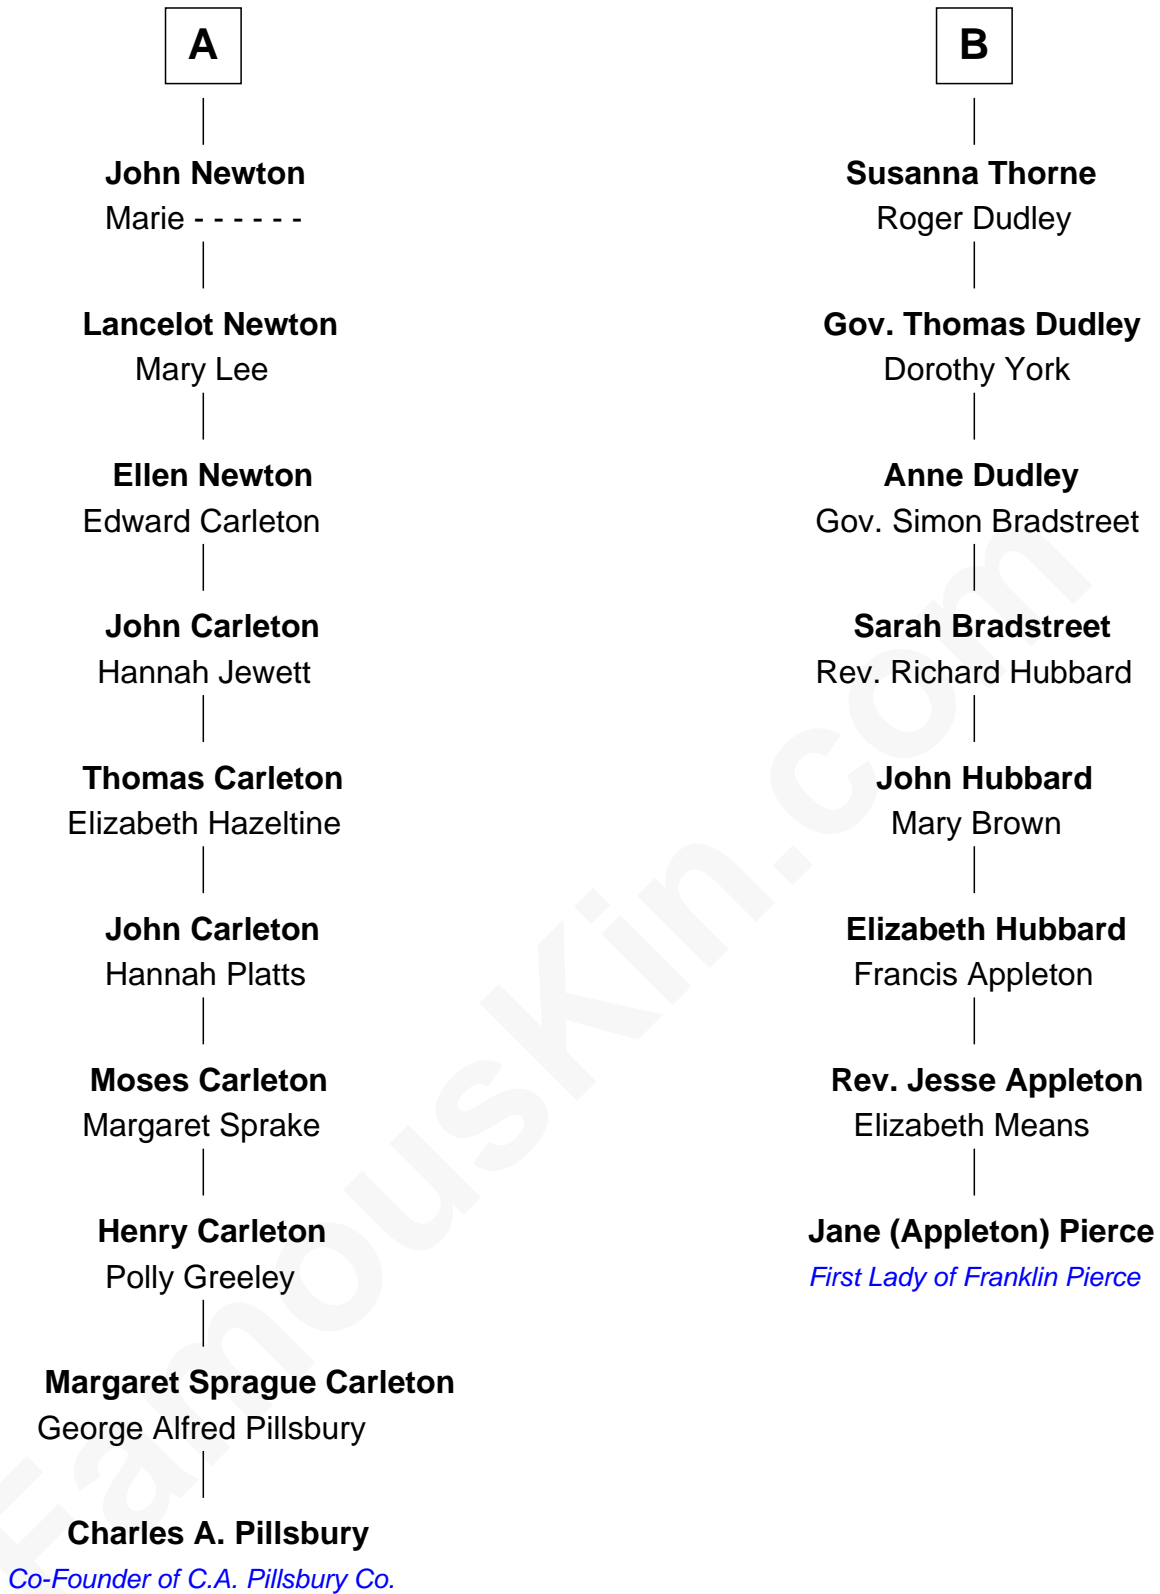 A
John Newton
Marie - - - - - -
Lancelot Newton
Mary Lee
Ellen Newton
Edward Carleton
John Carleton
Hannah Jewett
Thomas Carleton
Elizabeth Hazeltine
John Carleton
Hannah Platts
Moses Carleton
Margaret Sprake
Henry Carleton
Polly Greeley
Margaret Sprague Carleton
George Alfred Pillsbury
Charles A. Pillsbury
Co-Founder of C.A. Pillsbury Co.
B
Susanna Thorne
Roger Dudley
Gov. Thomas Dudley
Dorothy York
Anne Dudley
Gov. Simon Bradstreet
Sarah Bradstreet
Rev. Richard Hubbard
John Hubbard
Mary Brown
Elizabeth Hubbard
Francis Appleton
Rev. Jesse Appleton
Elizabeth Means
Jane (Appleton) Pierce
First Lady of Franklin Pierce
FamousKin.com